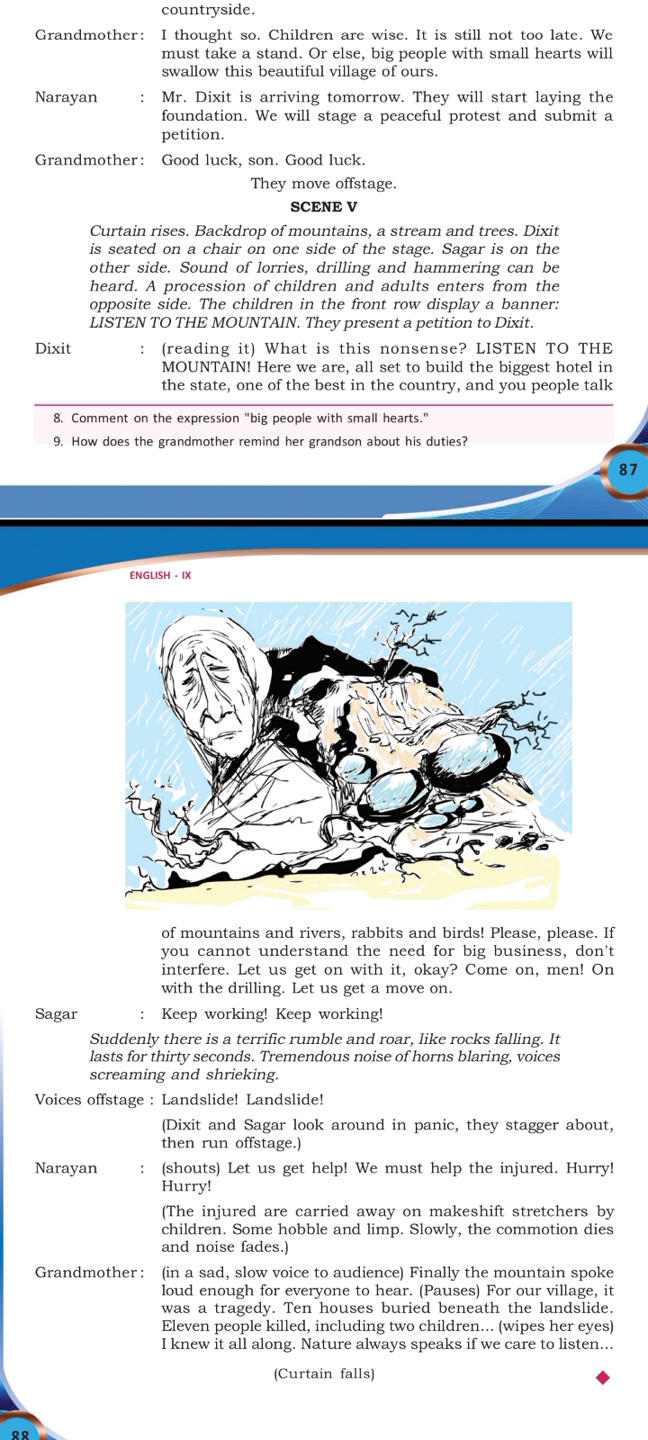 countryside.
Grandmother: I thought so. Children are wise. It is still not too late. We
must take a stand. Or else, big people with small hearts will
swallow this beautiful village of ours.
Narayan : Mr. Dixit is arriving tomorrow. They will start laying the
foundation. We will stage a peaceful protest and submit a
petition.
Grandmother: Good luck, son. Good luck.
They move offstage.
SCENE V
Curtain rises. Backdrop of mountains, a stream and trees. Dixit
is seated on a chair on one side of the stage. Sagar is on the
other side. Sound of lorries, drilling and hammering can be
heard. A procession of children and adults enters from the
opposite side. The children in the front row display a banner:
LISTEN TO THE MOUNTAIN. They present a petition to Dixit.
Dixit : (reading it) What is this nonsense? LISTEN TO THE
MOUNTAIN! Here we are, all set to build the biggest hotel in
the state, one of the best in the country, and you people talk
8. Comment on the expression "big people with small hearts."
9. How does the grandmother remind her grandson about his duties?
87
ENGLISH - IX
of mountains and rivers, rabbits and birds! Please, please. If
you cannot understand the need for big business, don't
interfere. Let us get on with it, okay? Come on, men! On
with the drilling. Let us get a move on.
Sagar : Keep working! Keep working!
Suddenly there is a terrific rumble and roar, like rocks falling. It
lasts for thirty seconds. Tremendous noise of horns blaring, voices
screaming and shrieking.
Voices offstage : Landslide! Landslide!
(Dixit and Sagar look around in panic, they stagger about,
then run offstage.)
Narayan : (shouts) Let us get help! We must help the injured. Hurry!
Hurry!
(The injured are carried away on makeshift stretchers by
children. Some hobble and limp. Slowly, the commotion dies
and noise fades.)
Grandmother: (in a sad, slow voice to audience) Finally the mountain spoke
loud enough for everyone to hear. (Pauses) For our village, it
was a tragedy. Ten houses buried beneath the landslide.
Eleven people killed, including two children... (wipes her eyes)
I knew it all along. Nature always speaks if we care to listen...
(Curtain falls)
88